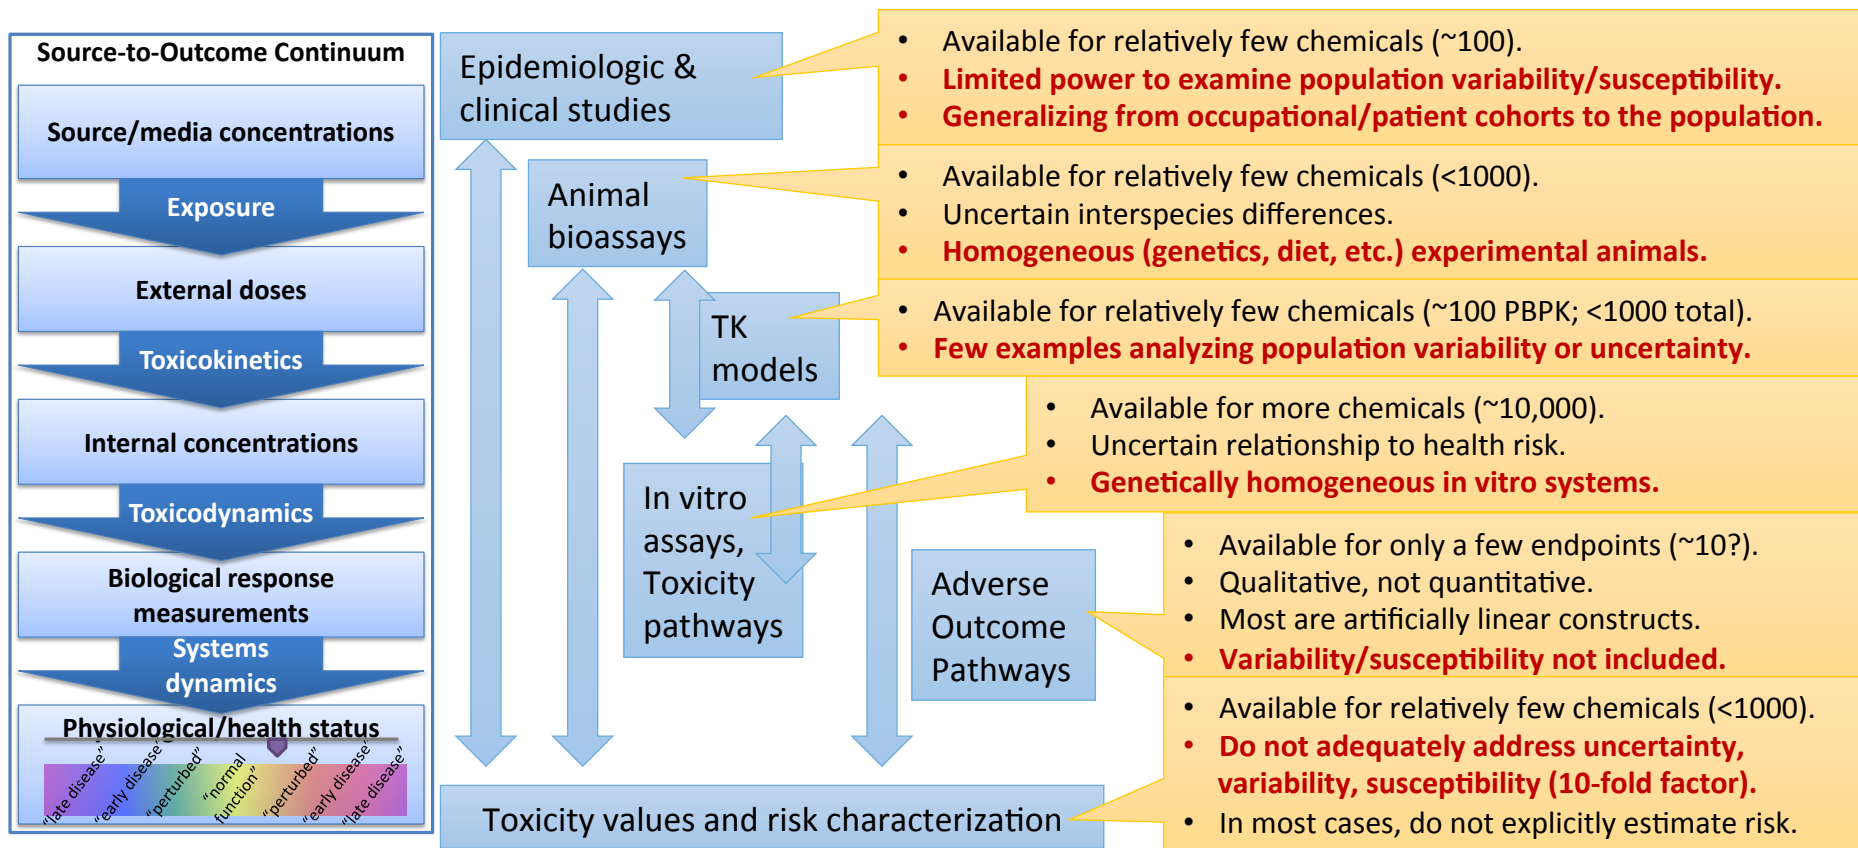 Source-to-Outcome Continuum
Source/media concentrations
Exposure
External doses
Toxicokinetics
Internal concentrations
Toxicodynamics
Biological response
measurements
Systems
dynamics
Physiological/health status
“late disease”
“early disease”
“perturbed”
“normal
function”
“perturbed”
“early disease”
“late disease”
Epidemiologic &
clinical studies
Animal
bioassays
TK
models
In vitro
assays,
Toxicity
pathways
Adverse
Outcome
Pathways
Toxicity values and risk characterization
• Available for relatively few chemicals (~100).
• Limited power to examine population variability/susceptibility.
• Generalizing from occupational/patient cohorts to the population.
• Available for relatively few chemicals (<1000).
• Uncertain interspecies differences.
• Homogeneous (genetics, diet, etc.) experimental animals.
• Available for relatively few chemicals (~100 PBPK; <1000 total).
• Few examples analyzing population variability or uncertainty.
• Available for more chemicals (~10,000).
• Uncertain relationship to health risk.
• Genetically homogeneous in vitro systems.
• Available for only a few endpoints (~10?).
• Qualitative, not quantitative.
• Most are artificially linear constructs.
• Variability/susceptibility not included.
• Available for relatively few chemicals (<1000).
• Do not adequately address uncertainty,
variability, susceptibility (10-fold factor).
• In most cases, do not explicitly estimate risk.